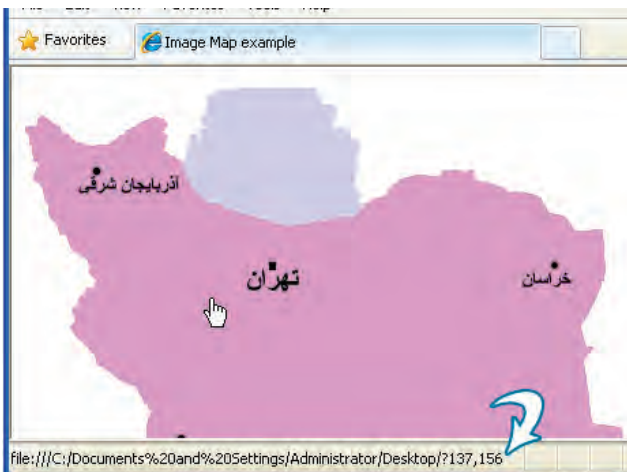 Favorites
Image Map example
آذربایجان شرقی
تهران
خراسان
file:///C:/Documents%20and%20Settings/Administrator/Desktop/?137,156